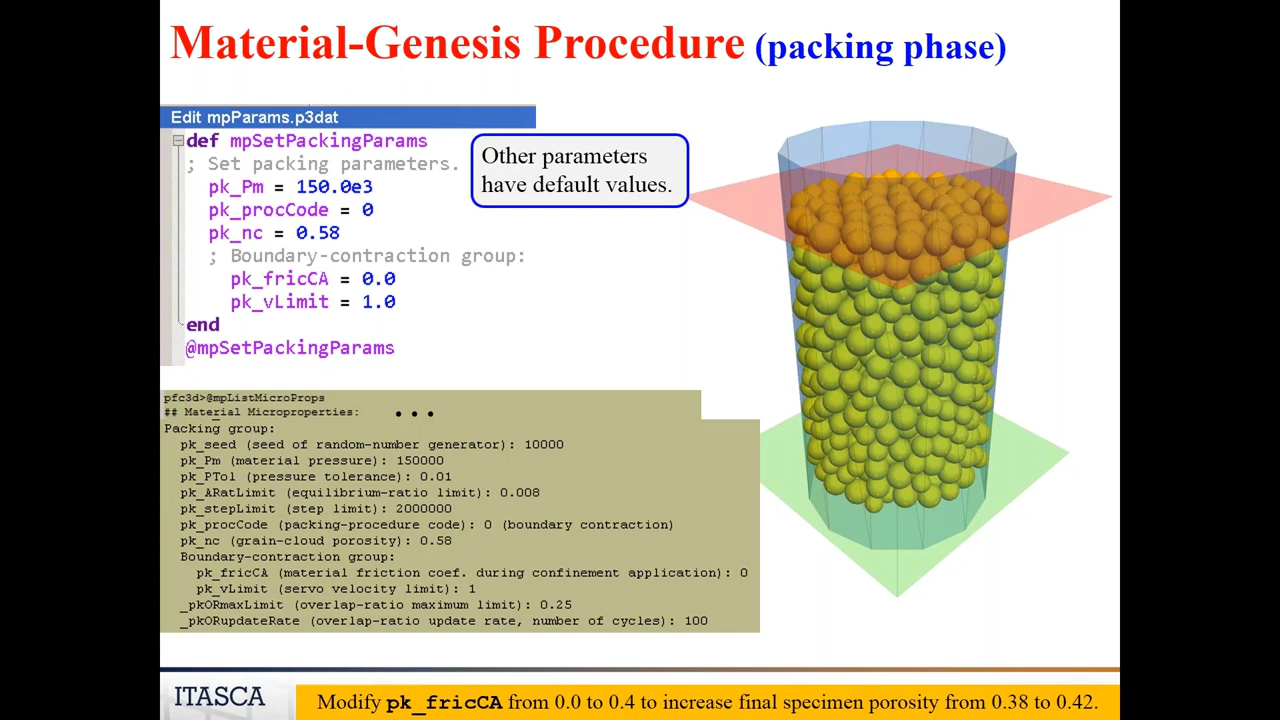 Material-Genesis Procedure (packing phase)
Edit mpParams.p3dat
def mpSetPackingParams
; Set packing parameters.
pk_Pm = 150.0e3
pk_procCode = 0
pk_nc = 0.58
; Boundary-contraction group:
pk_fricCA = 0.0
pk_vLimit = 1.0
end
@mpSetPackingParams
Other parameters
have default values.
pfc3d>@mpListMicroProps
## Material Microproperties: • • •
Packing group:
pk_seed (seed of random-number generator): 10000
pk_Pm (material pressure): 150000
pk_PTol (pressure tolerance): 0.01
pk_ARatLimit (equilibrium-ratio limit): 0.008
pk_stepLimit (step limit): 2000000
pk_procCode (packing-procedure code): 0 (boundary contraction)
pk_nc (grain-cloud porosity): 0.58
Boundary-contraction group:
pk_fricCA (material friction coef. during confinement application): 0
pk_vLimit (servo velocity limit): 1
_pkORmaxLimit (overlap-ratio maximum limit): 0.25
_pkORupdateRate (overlap-ratio update rate, number of cycles): 100
ITASCA
Modify pk_fricCA from 0.0 to 0.4 to increase final specimen porosity from 0.38 to 0.42.